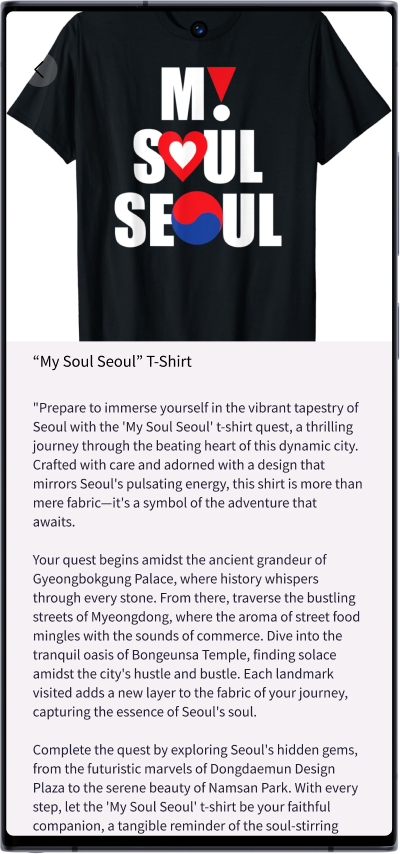 M!
SOUL
SEOUL
“My Soul Seoul” T-Shirt
"Prepare to immerse yourself in the vibrant tapestry of
Seoul with the 'My Soul Seoul' t-shirt quest, a thrilling
journey through the beating heart of this dynamic city.
Crafted with care and adorned with a design that
mirrors Seoul's pulsating energy, this shirt is more than
mere fabric—it's a symbol of the adventure that
awaits.
Your quest begins amidst the ancient grandeur of
Gyeongbokgung Palace, where history whispers
through every stone. From there, traverse the bustling
streets of Myeongdong, where the aroma of street food
mingles with the sounds of commerce. Dive into the
tranquil oasis of Bongeunsa Temple, finding solace
amidst the city's hustle and bustle. Each landmark
visited adds a new layer to the fabric of your journey,
capturing the essence of Seoul's soul.
Complete the quest by exploring Seoul's hidden gems,
from the futuristic marvels of Dongdaemun Design
Plaza to the serene beauty of Namsan Park. With every
step, let the 'My Soul Seoul' t-shirt be your faithful
companion, a tangible reminder of the soul-stirring